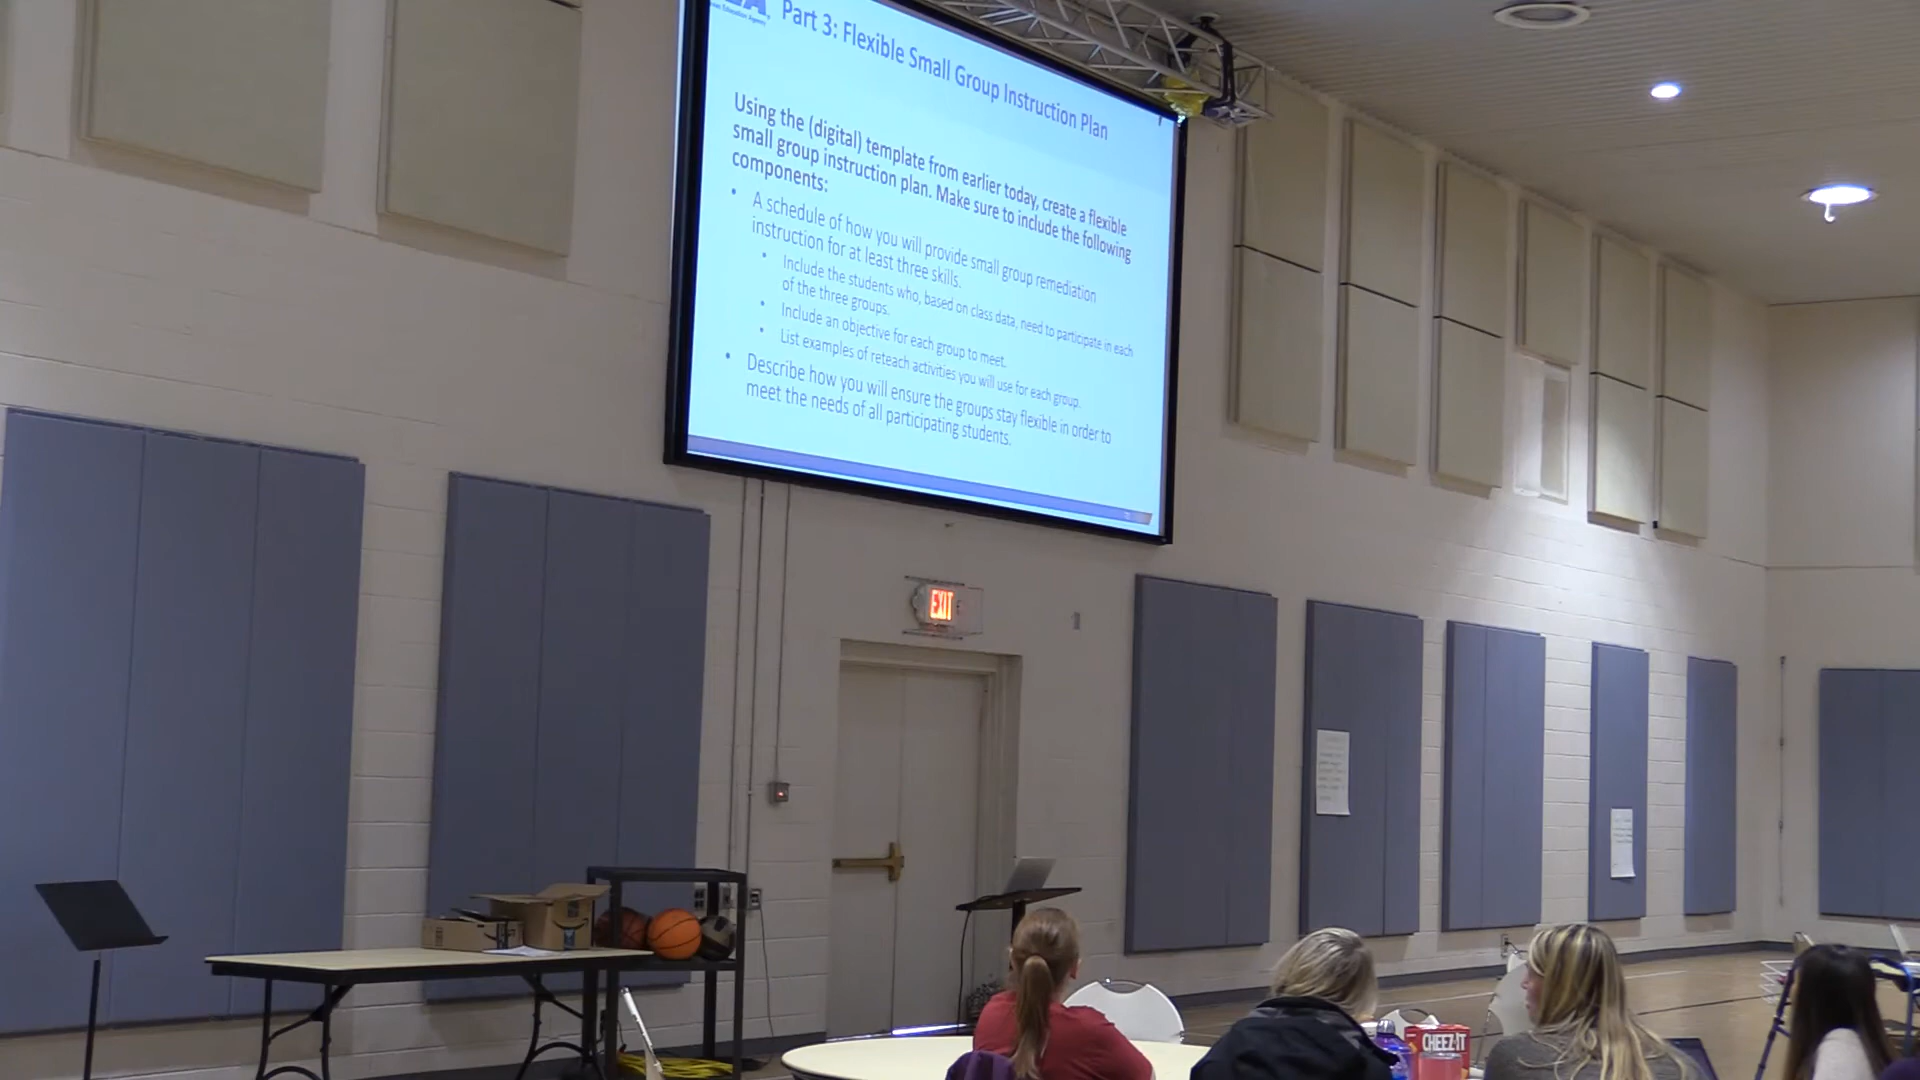 Part 3: Flexible Small Group Instruction Plan
Using the (digital) template from earlier today, create a flexible
small group instruction plan. Make sure to include the following
components:
• A schedule of how you will provide small group remediation
instruction for at least three skills.
• Include the students who, based on class data, need to participate in each
of the three groups.
• Include an objective for each group to meet.
• List examples of reteach activities you will use for each group.
• Describe how you will ensure the groups stay flexible in order to
meet the needs of all participating students.
EXIT
CHEEZ-IT